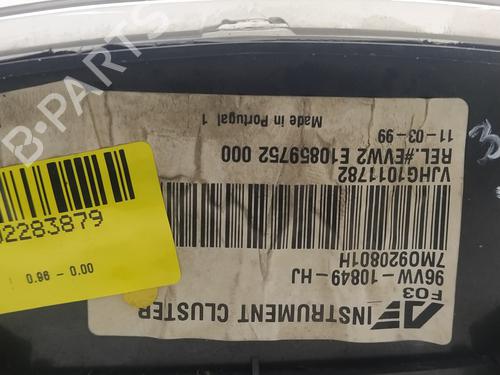 AF
F03
INSTRUMENT CLUSTER
96VW-10849-HJ
7M0920801H
VJHG1011782
REL.#EVW2 E10859752 000
11-03-99
Made in Portugal 1
02283879
0.96 - 0.00
B-PARTS